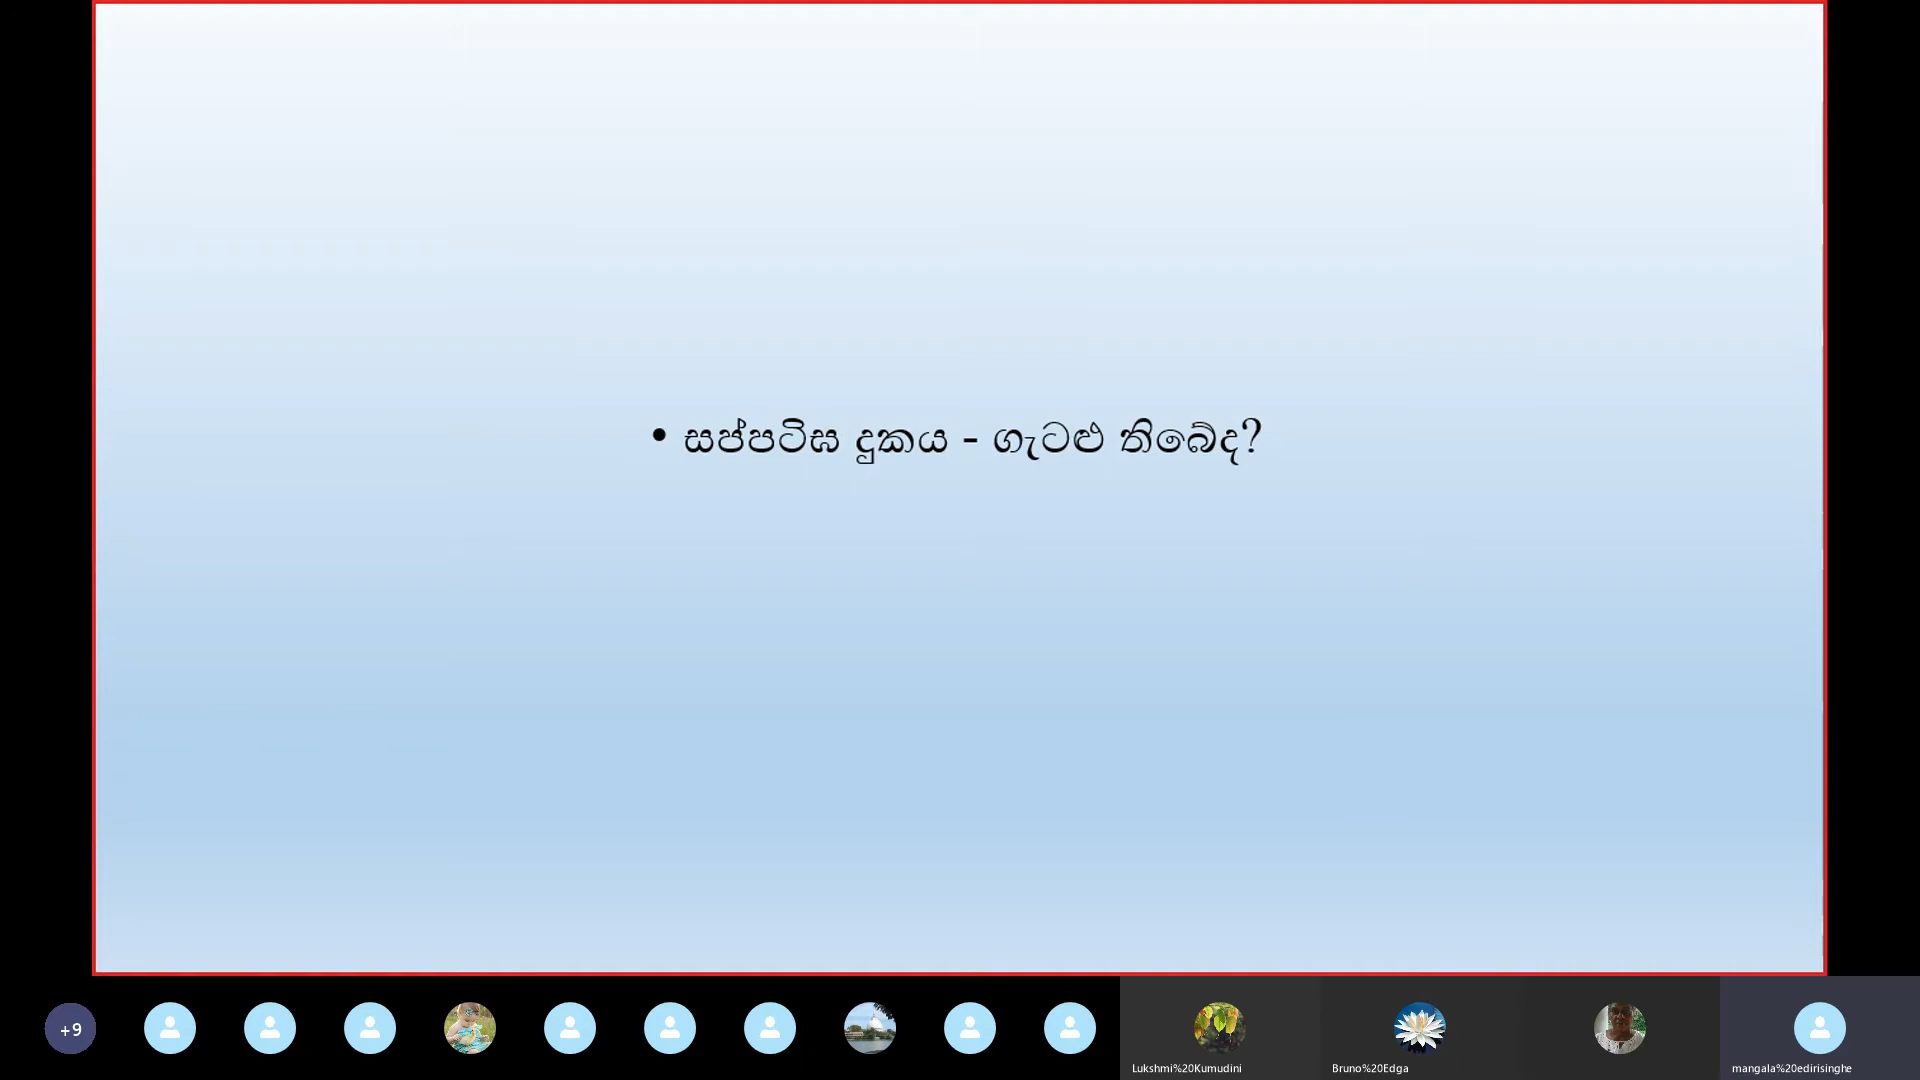 • සප්පටිඝ දුකය - ගැටළු තිබේද?
+9
Lukshmi%20Kumudini
Bruno%20Edga
mangala%20edirisinghe